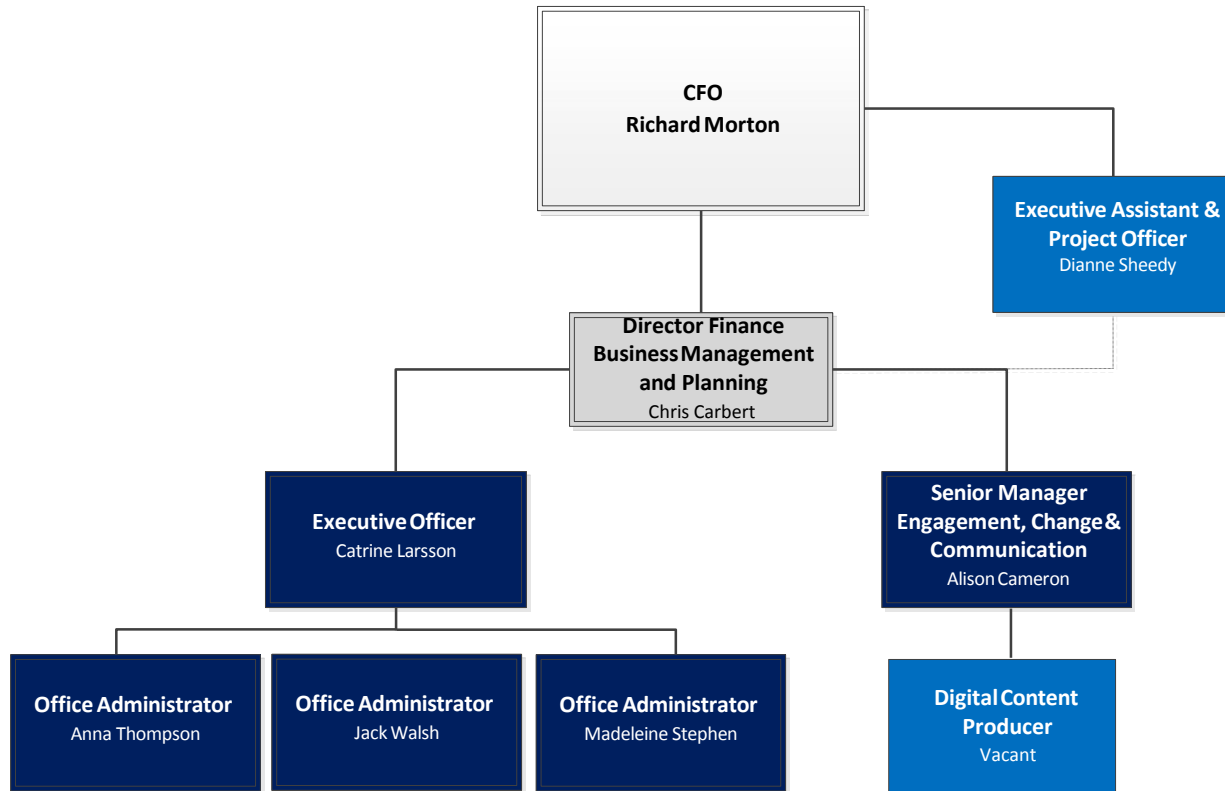 CFO
Richard Morton
Executive Assistant &
Project Officer
Dianne Sheedy
Director Finance
Business Management
and Planning
Chris Carbert
Executive Officer
Catrine Larsson
Senior Manager
Engagement, Change &
Communication
Alison Cameron
Office Administrator
Anna Thompson
Office Administrator
Jack Walsh
Office Administrator
Madeleine Stephen
Digital Content
Producer
Vacant